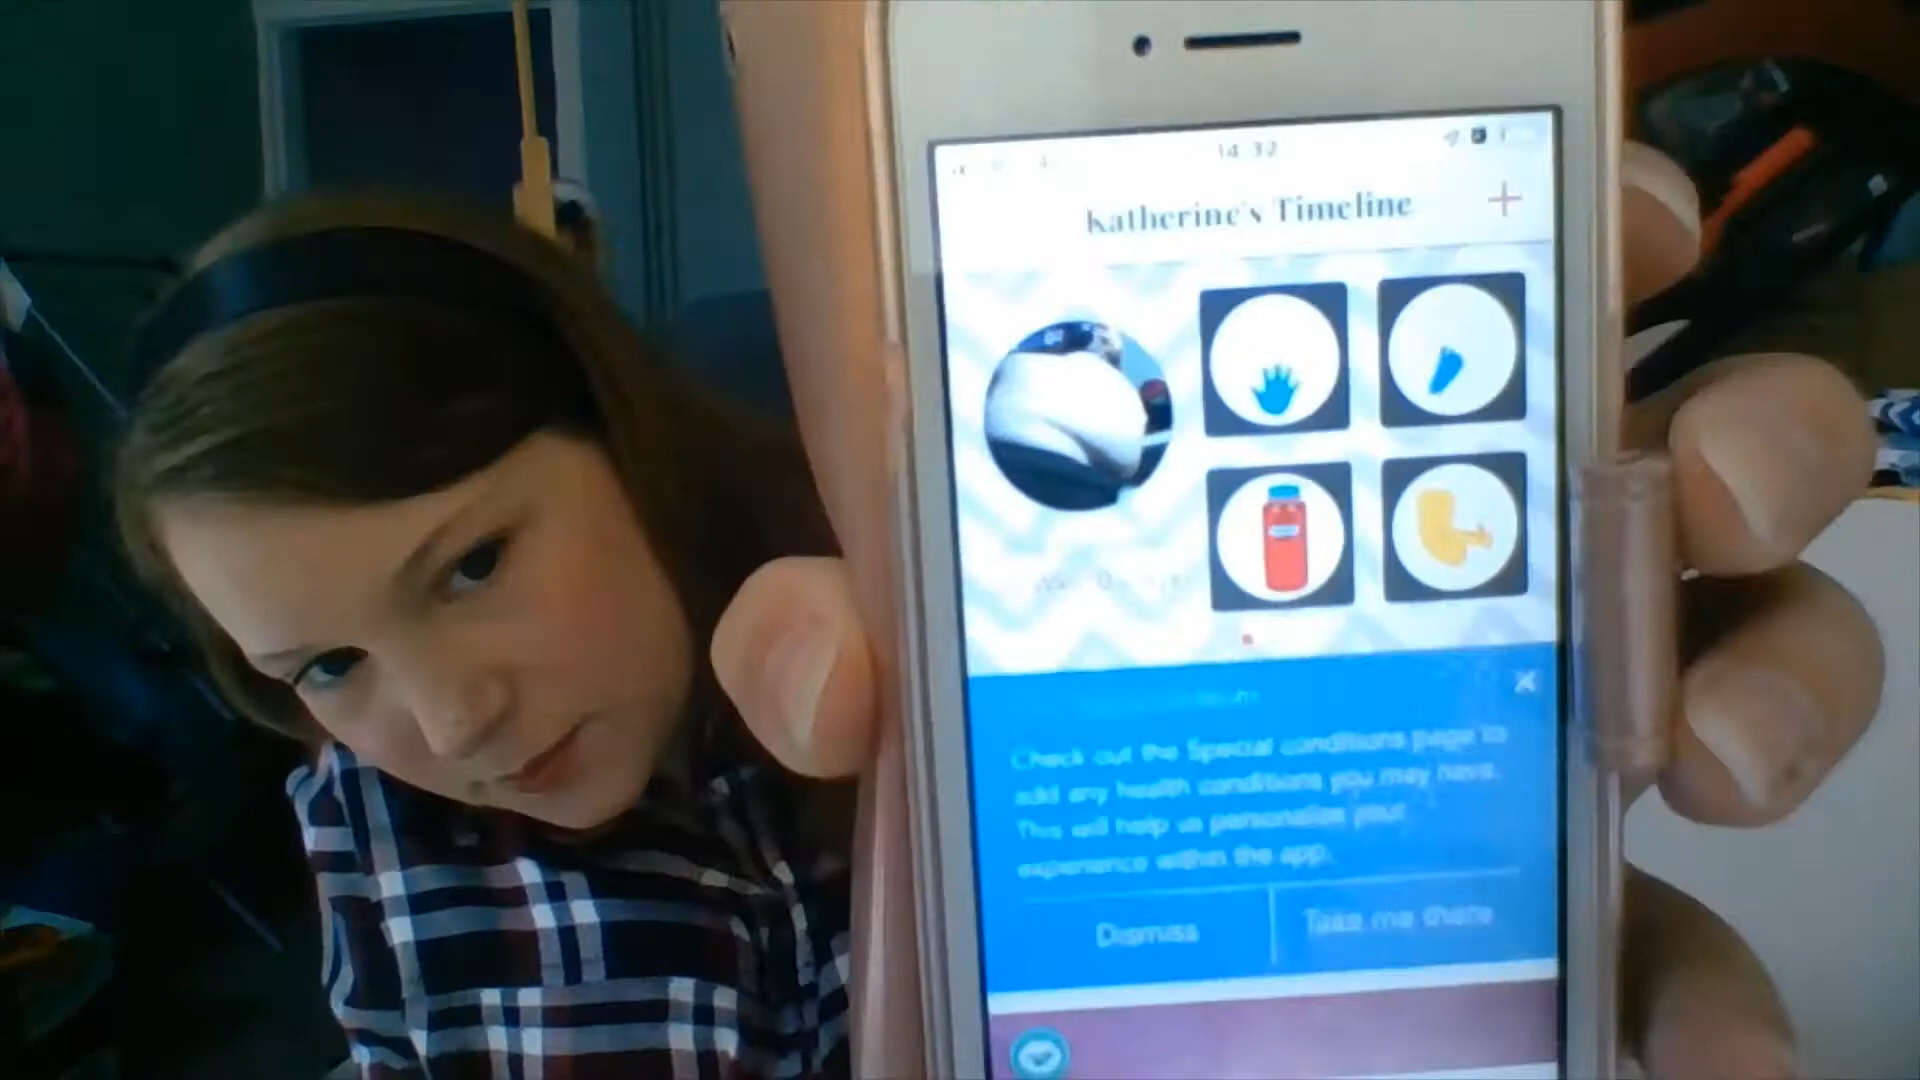 14:32
Katherine's Timeline
Check out the Special conditions page to
add any health conditions you may have.
This will help us personalize your
experience within the app.
Dismiss
Take me there